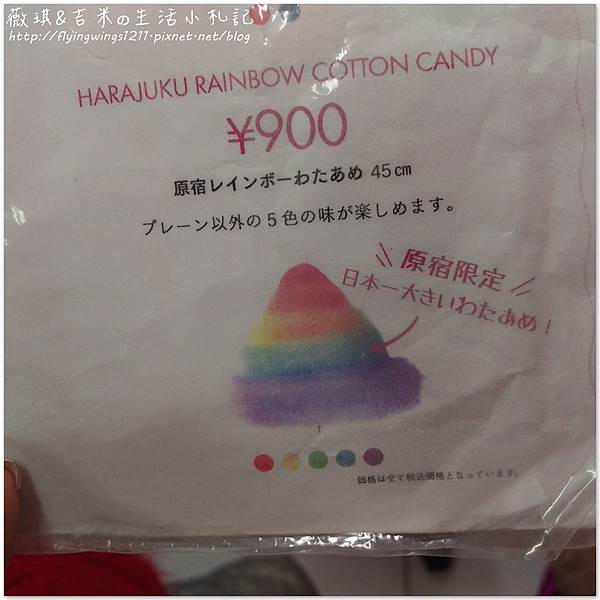 薇琪&吉米の生活小札記
http://flyingwings1211.pixnet.net/blog
HARAJUKU RAINBOW COTTON CANDY
¥900
原宿レインボーわたあめ 45cm
プレーン以外の5色の味が楽しめます。
原宿限定
日本一大きいわたあめ!
価格は全て税込価格となっています。